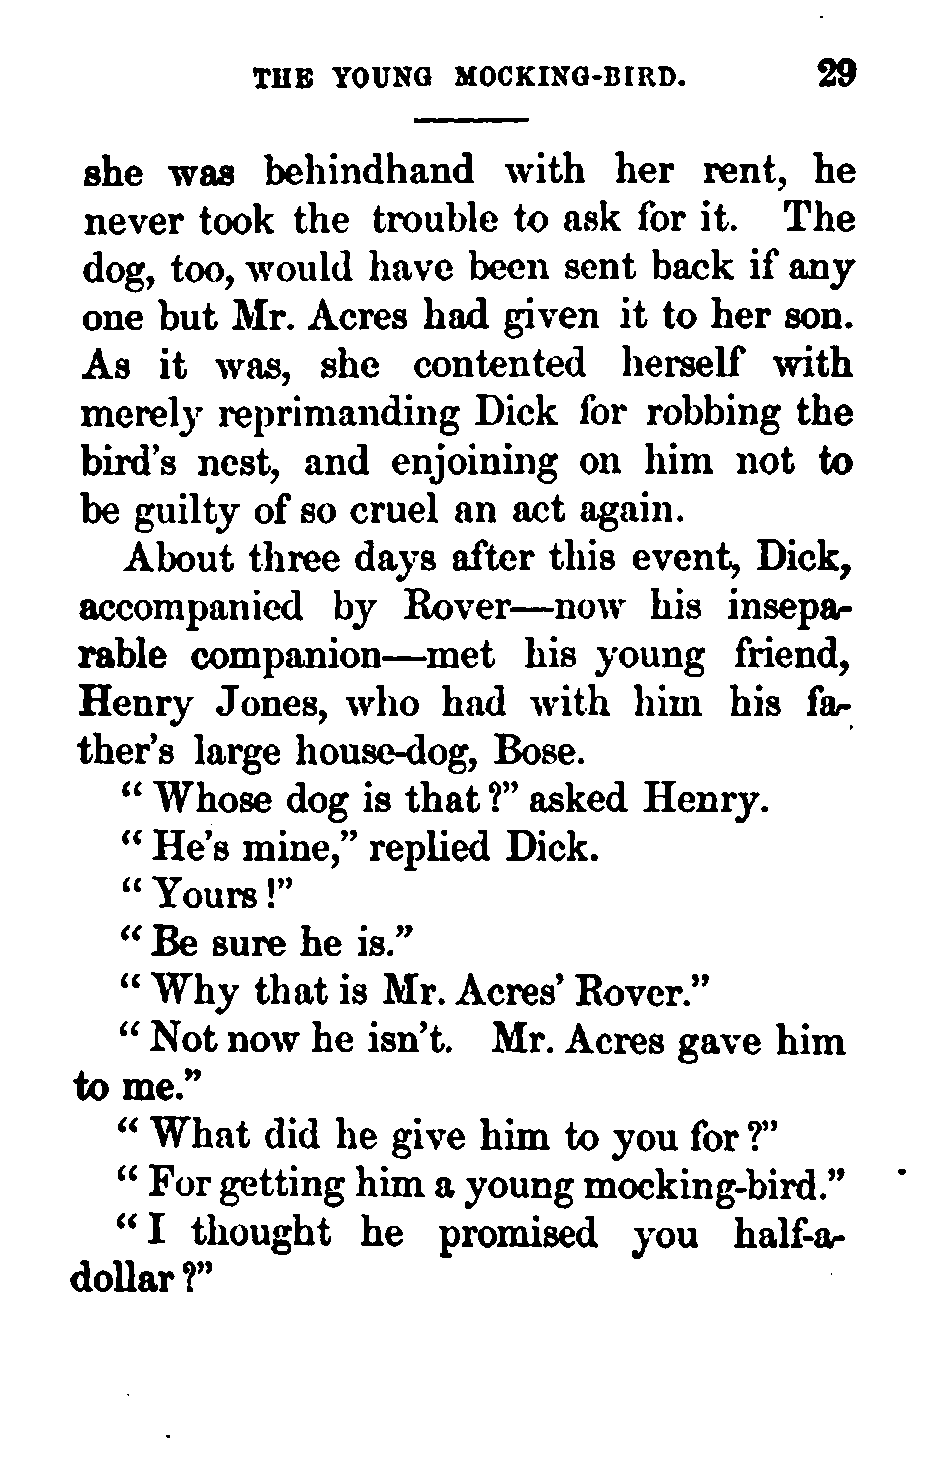 THE YOUNG MOCKING-BIRD. 29
she was behindhand with her rent, he
never took the trouble to ask for it. The
dog, too, would have been sent back if any
one but Mr. Acres had given it to her son.
As it was, she contented herself with
merely reprimanding Dick for robbing the
bird's nest, and enjoining on him not to
be guilty of so cruel an act again.
About three days after this event, Dick,
accompanied by Rover—now his insepa-
rable companion—met his young friend,
Henry Jones, who had with him his fa-
ther's large house-dog, Bose.
"Whose dog is that?" asked Henry.
"He's mine," replied Dick.
"Yours!"
"Be sure he is."
"Why that is Mr. Acres' Rover."
"Not now he isn't. Mr. Acres gave him
to me."
"What did he give him to you for?"
"For getting him a young mocking-bird."
"I thought he promised you half-a-
dollar?"